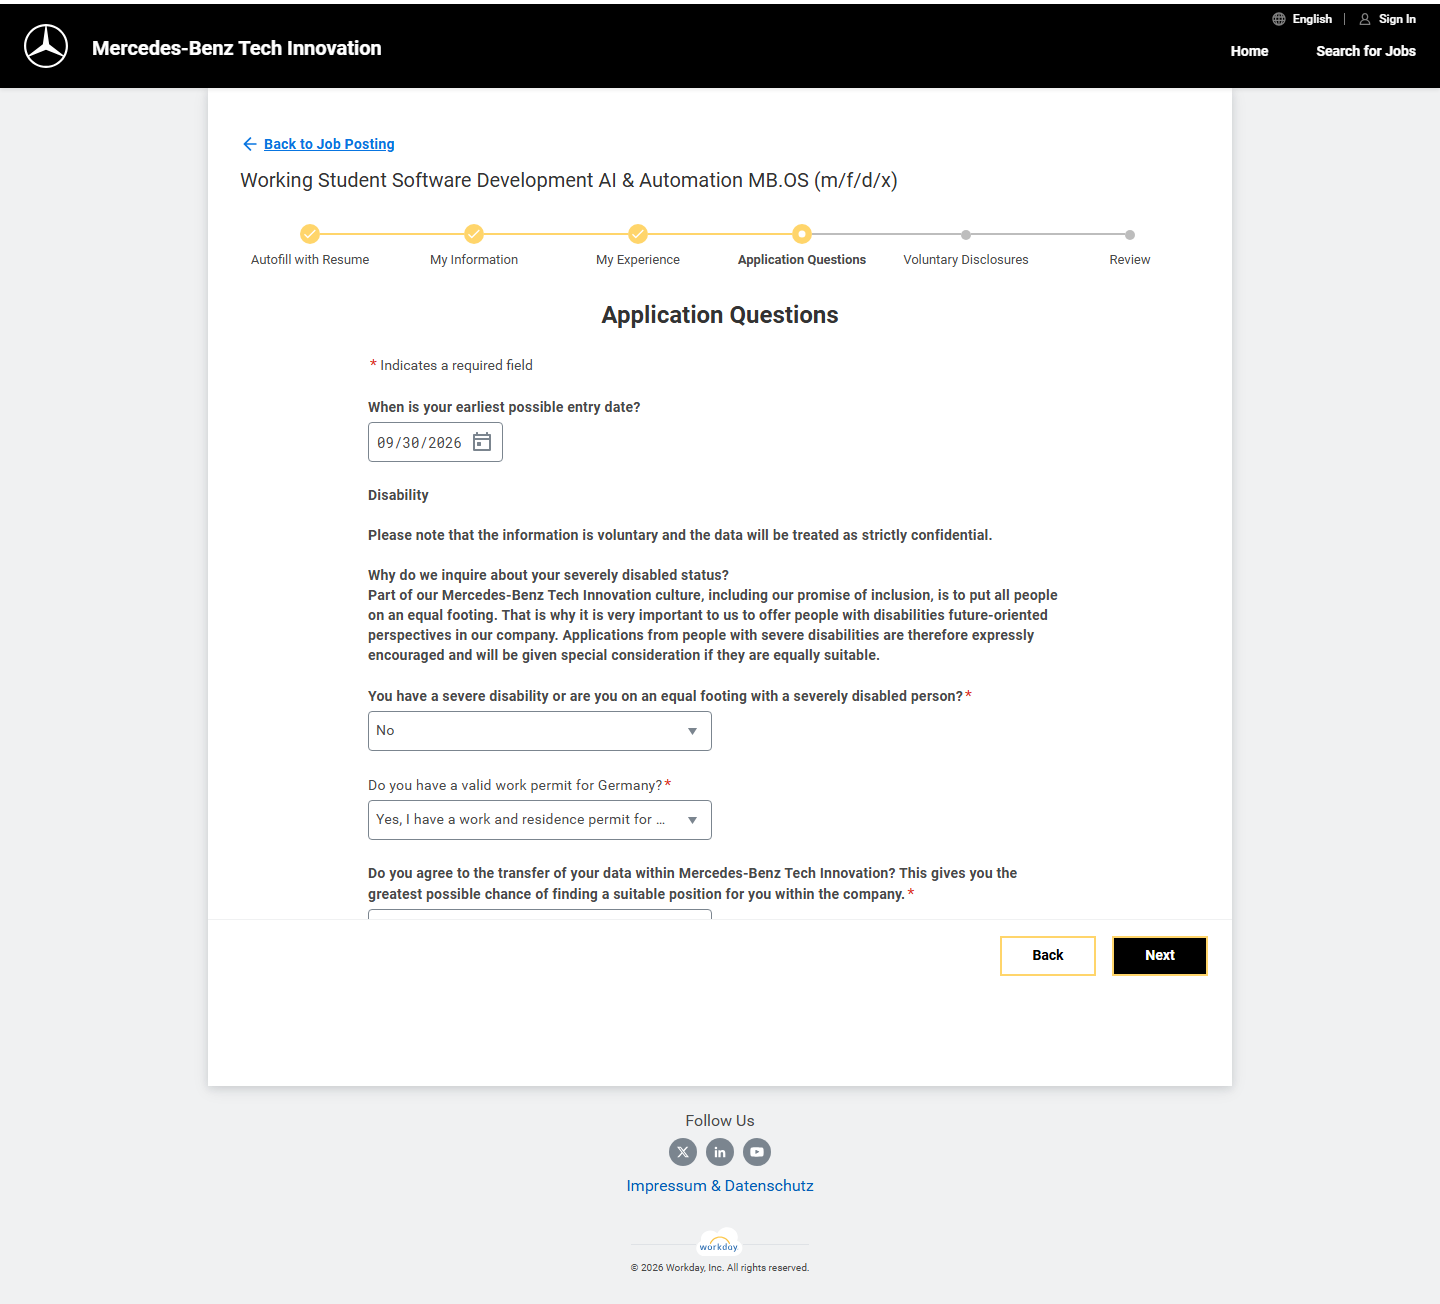 English
Sign In
Mercedes-Benz Tech Innovation
Home
Search for Jobs
Back to Job Posting
Working Student Software Development AI & Automation MB.OS (m/f/d/x)
Autofill with Resume
My Information
My Experience
Application Questions
Voluntary Disclosures
Review
Application Questions
* Indicates a required field
When is your earliest possible entry date?
09/30/2026
Disability
Please note that the information is voluntary and the data will be treated as strictly confidential.
Why do we inquire about your severely disabled status?
Part of our Mercedes-Benz Tech Innovation culture, including our promise of inclusion, is to put all people
on an equal footing. That is why it is very important to us to offer people with disabilities future-oriented
perspectives in our company. Applications from people with severe disabilities are therefore expressly
encouraged and will be given special consideration if they are equally suitable.
You have a severe disability or are you on an equal footing with a severely disabled person?*
No
Do you have a valid work permit for Germany?*
Yes, I have a work and residence permit for ...
Do you agree to the transfer of your data within Mercedes-Benz Tech Innovation? This gives you the
greatest possible chance of finding a suitable position for you within the company.*
Back
Next
Follow Us
Impressum & Datenschutz
workday
© 2026 Workday, Inc. All rights reserved.